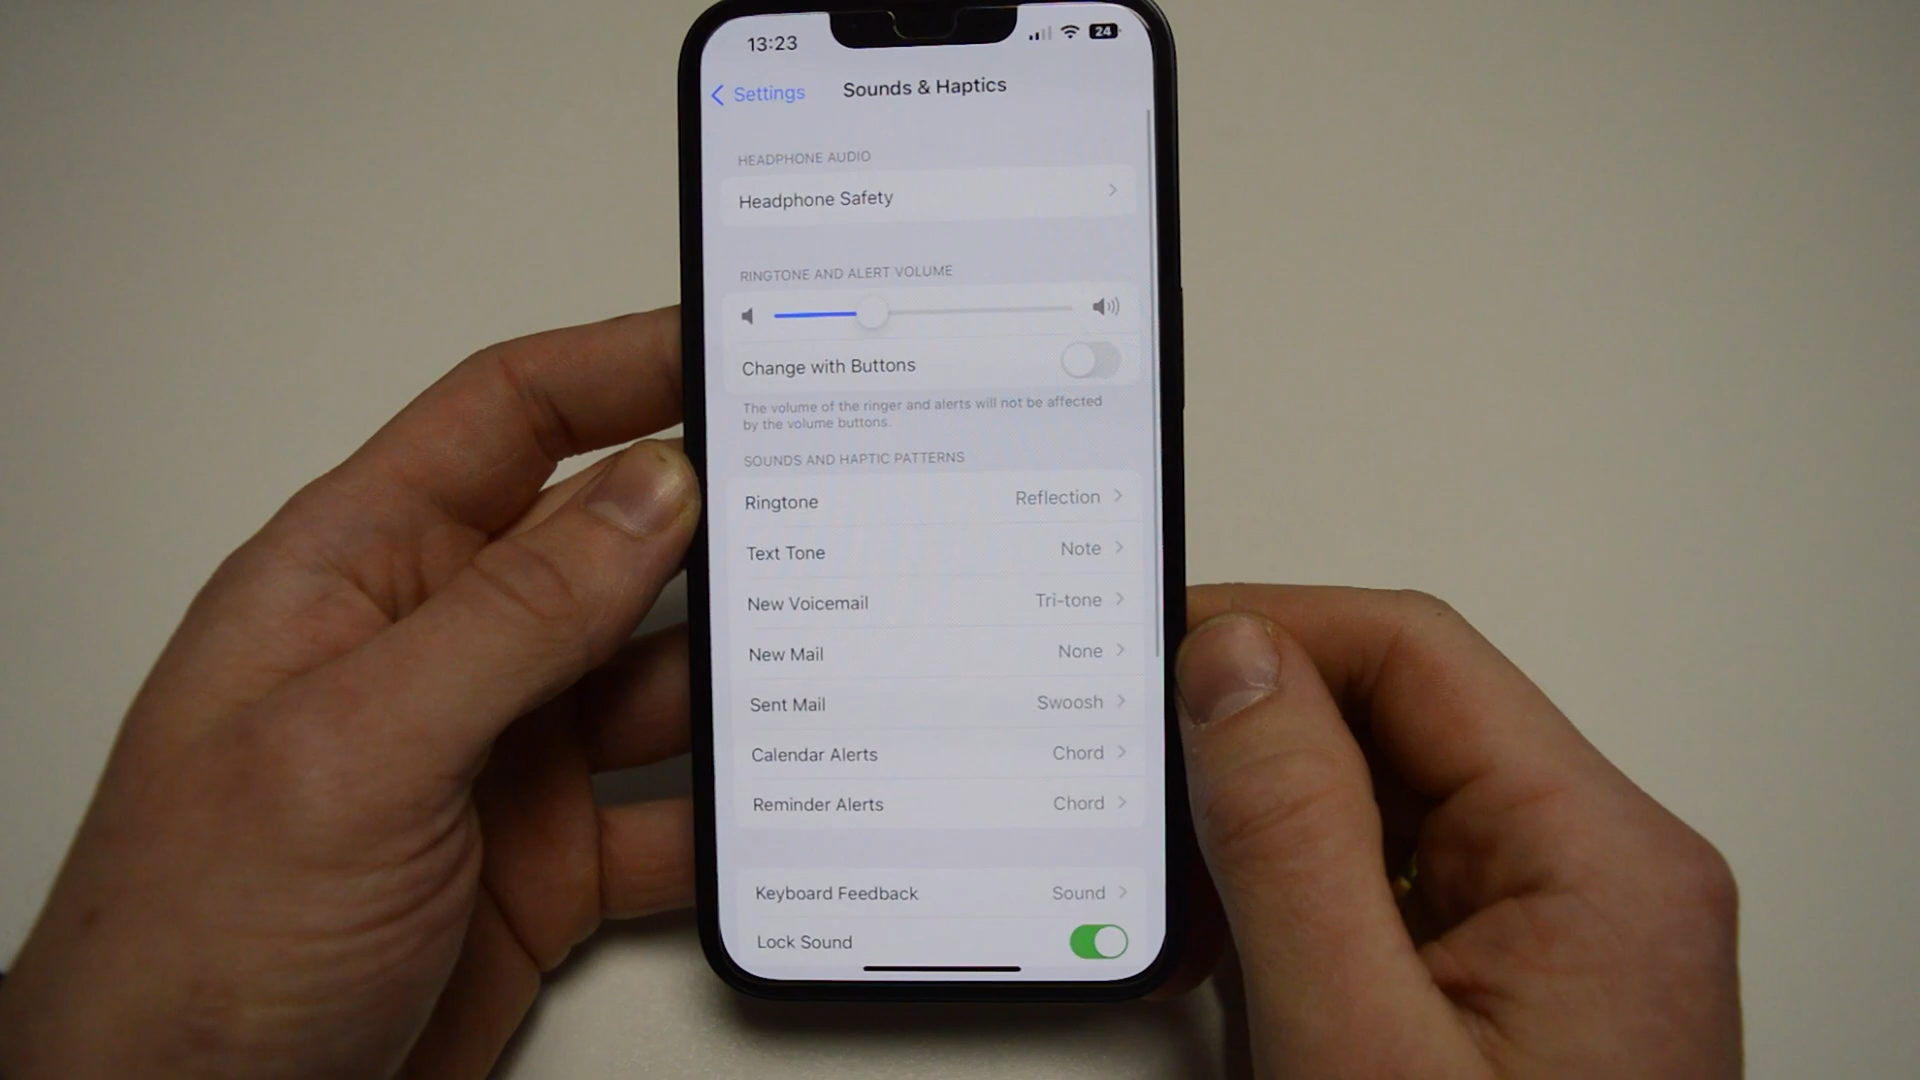 13:23
24
Settings
Sounds & Haptics
HEADPHONE AUDIO
Headphone Safety
RINGTONE AND ALERT VOLUME
Change with Buttons
The volume of the ringer and alerts will not be affected
by the volume buttons.
SOUNDS AND HAPTIC PATTERNS
Ringtone Reflection
Text Tone Note
New Voicemail Tri-tone
New Mail None
Sent Mail Swoosh
Calendar Alerts Chord
Reminder Alerts Chord
Keyboard Feedback Sound
Lock Sound